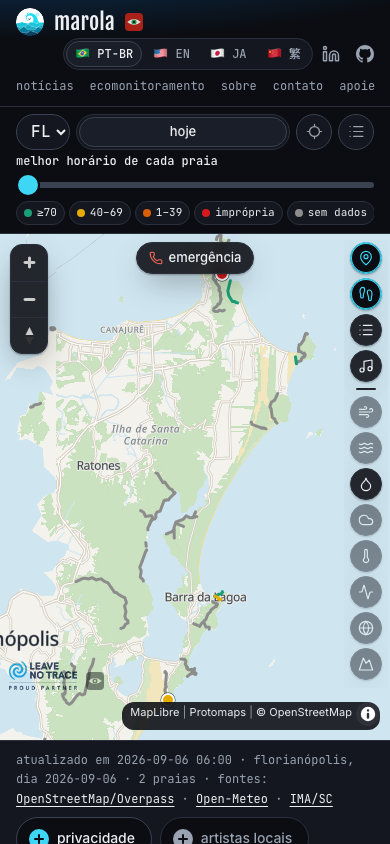 marola
PT-BR EN JA 繁
notícias ecomonitoramento sobre contato apoie
FL hoje
melhor horário de cada praia
≥70 40–69 1–39 imprópria sem dados
emergência
CANAJURÊ
Ilha de Santa
Catarina
Ratones
Barra da Lagoa
nópolis
LEAVE
NO TRACE
PROUD PARTNER
MapLibre | Protomaps | © OpenStreetMap
atualizado em 2026-09-06 06:00 · florianópolis,
dia 2026-09-06 · 2 praias · fontes:
OpenStreetMap/Overpass · Open-Meteo · IMA/SC
privacidade artistas locais